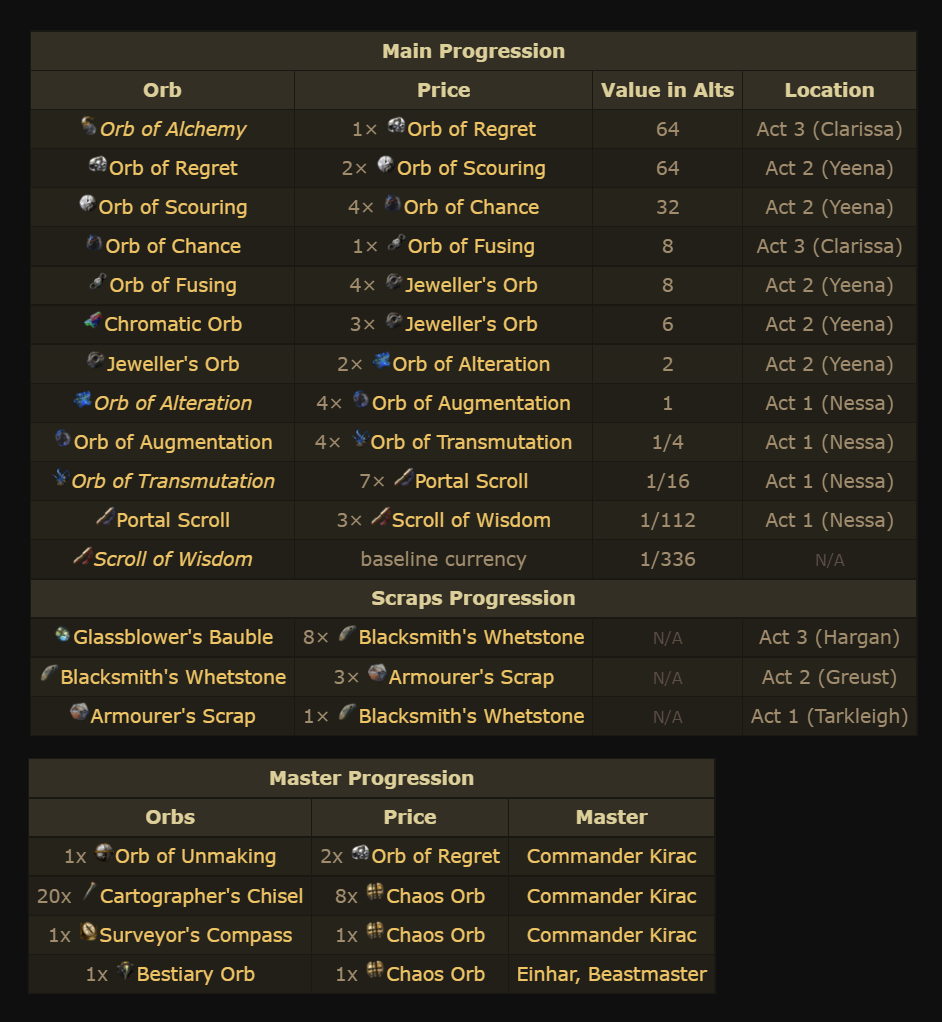 Main Progression
Orb Price Value in Alts Location
Orb of Alchemy 1× Orb of Regret 64 Act 3 (Clarissa)
Orb of Regret 2× Orb of Scouring 64 Act 2 (Yeena)
Orb of Scouring 4× Orb of Chance 32 Act 2 (Yeena)
Orb of Chance 1× Orb of Fusing 8 Act 3 (Clarissa)
Orb of Fusing 4× Jeweller's Orb 8 Act 2 (Yeena)
Chromatic Orb 3× Jeweller's Orb 6 Act 2 (Yeena)
Jeweller's Orb 2× Orb of Alteration 2 Act 2 (Yeena)
Orb of Alteration 4× Orb of Augmentation 1 Act 1 (Nessa)
Orb of Augmentation 4× Orb of Transmutation 1/4 Act 1 (Nessa)
Orb of Transmutation 7× Portal Scroll 1/16 Act 1 (Nessa)
Portal Scroll 3× Scroll of Wisdom 1/112 Act 1 (Nessa)
Scroll of Wisdom baseline currency 1/336 N/A
Scraps Progression
Glassblower's Bauble 8× Blacksmith's Whetstone N/A Act 3 (Hargan)
Blacksmith's Whetstone 3× Armourer's Scrap N/A Act 2 (Greust)
Armourer's Scrap 1× Blacksmith's Whetstone N/A Act 1 (Tarkleigh)
Master Progression
Orbs Price Master
1x Orb of Unmaking 2x Orb of Regret Commander Kirac
20x Cartographer's Chisel 8x Chaos Orb Commander Kirac
1x Surveyor's Compass 1x Chaos Orb Commander Kirac
1x Bestiary Orb 1x Chaos Orb Einhar, Beastmaster